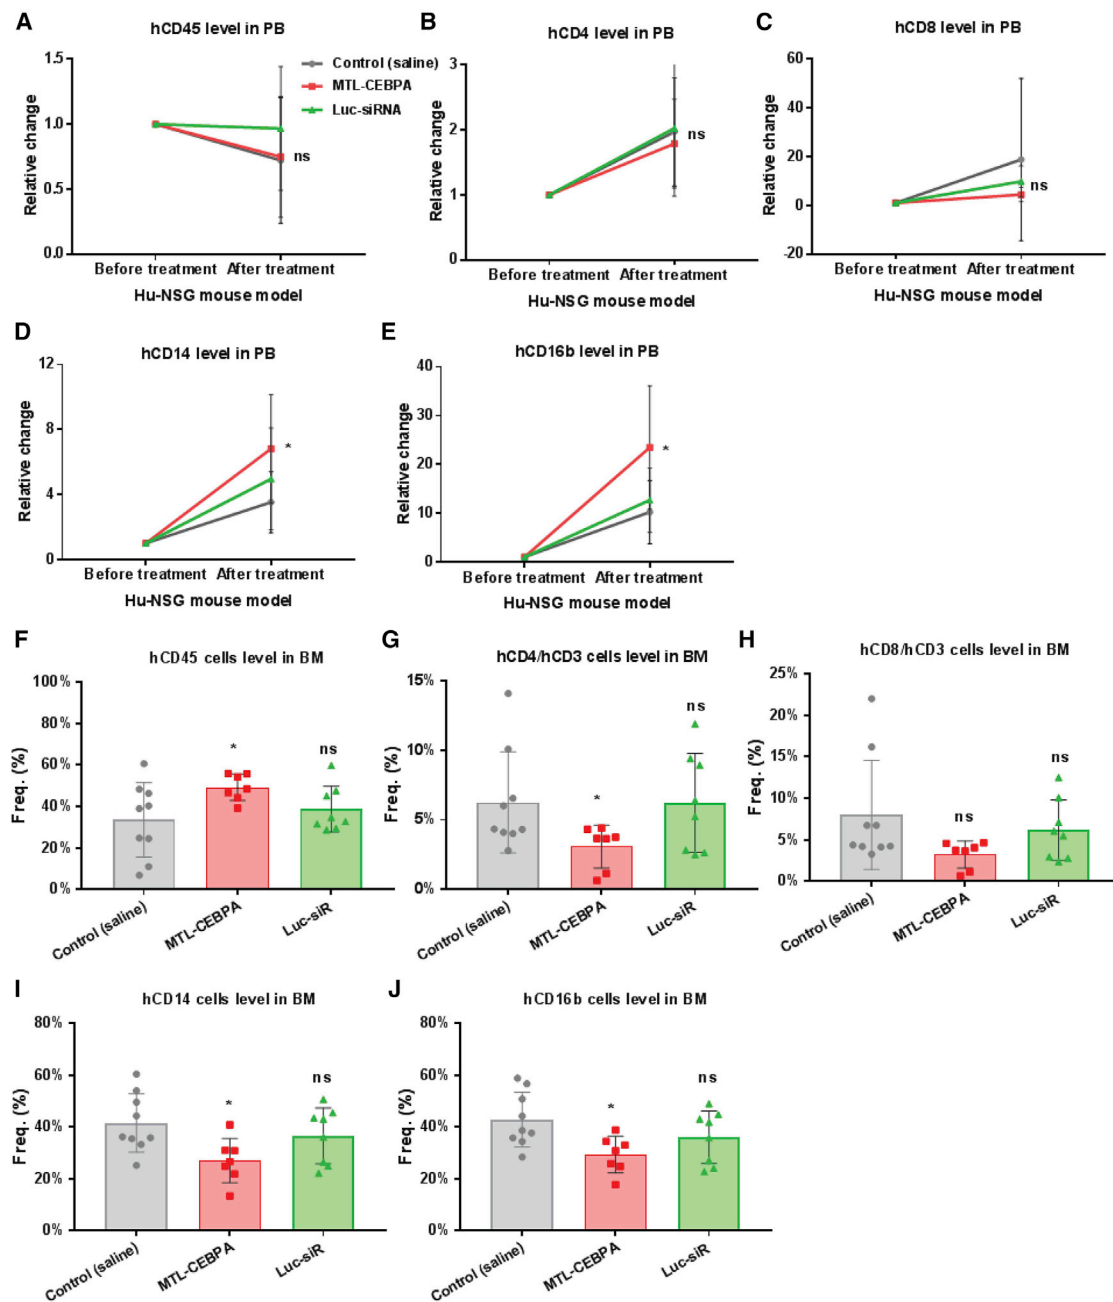 A
hCD45 level in PB
Relative change
1.5
1.0
0.5
0.0
Control (saline)
MTL-CEBPA
Luc-siRNA
ns
Before treatment After treatment
Hu-NSG mouse model
B
hCD4 level in PB
Relative change
3
2
1
0
ns
Before treatment After treatment
Hu-NSG mouse model
C
hCD8 level in PB
Relative change
60
40
20
0
-20
ns
Before treatment After treatment
Hu-NSG mouse model
D
hCD14 level in PB
Relative change
12
8
4
0
*
Before treatment After treatment
Hu-NSG mouse model
E
hCD16b level in PB
Relative change
40
30
20
10
0
*
Before treatment After treatment
Hu-NSG mouse model
F
hCD45 cells level in BM
Freq. (%)
100%
80%
60%
40%
20%
0%
*
ns
Control (saline)
MTL-CEBPA
Luc-siR
G
hCD4/hCD3 cells level in BM
Freq. (%)
15%
10%
5%
0%
*
ns
Control (saline)
MTL-CEBPA
Luc-siR
H
hCD8/hCD3 cells level in BM
Freq. (%)
25%
20%
15%
10%
5%
0%
ns
ns
Control (saline)
MTL-CEBPA
Luc-siR
I
hCD14 cells level in BM
Freq. (%)
80%
60%
40%
20%
0%
*
ns
Control (saline)
MTL-CEBPA
Luc-siR
J
hCD16b cells level in BM
Freq. (%)
80%
60%
40%
20%
0%
*
ns
Control (saline)
MTL-CEBPA
Luc-siR